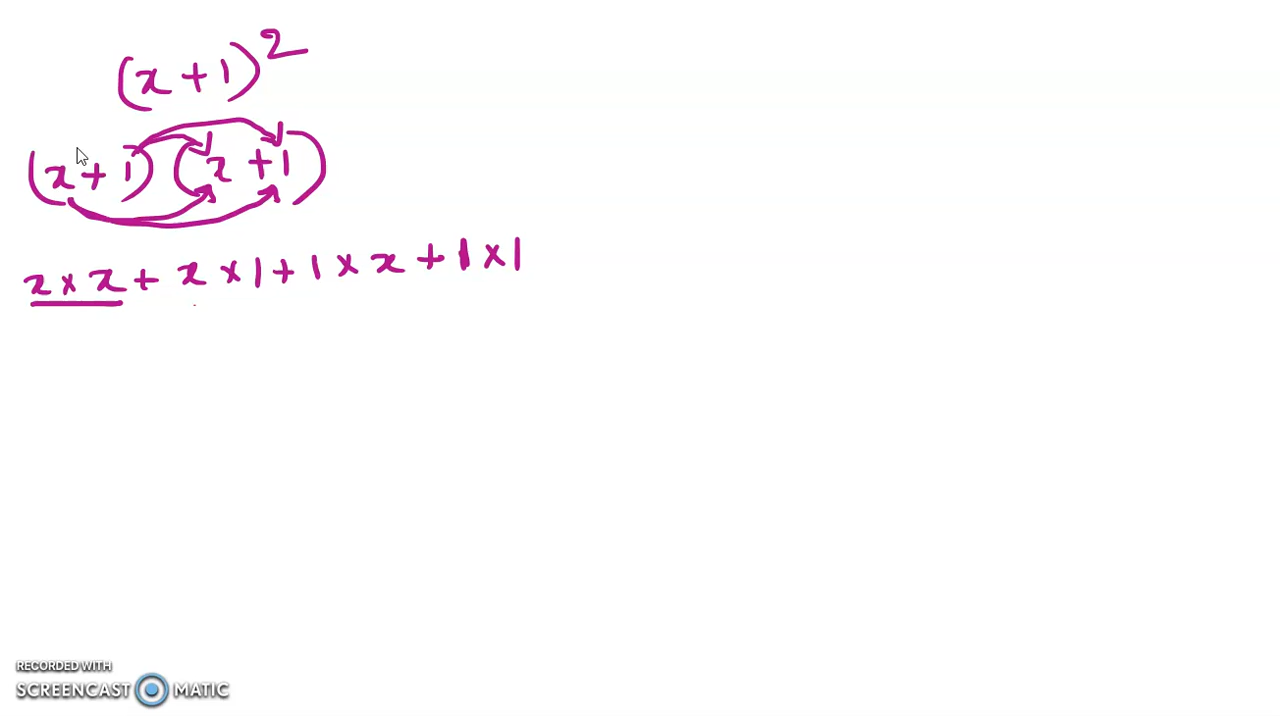 (x + 1)²
(x + 1) (x + 1)
x × x + x × 1 + 1 × x + 1 × 1
RECORDED WITH
SCREENCAST MATIC